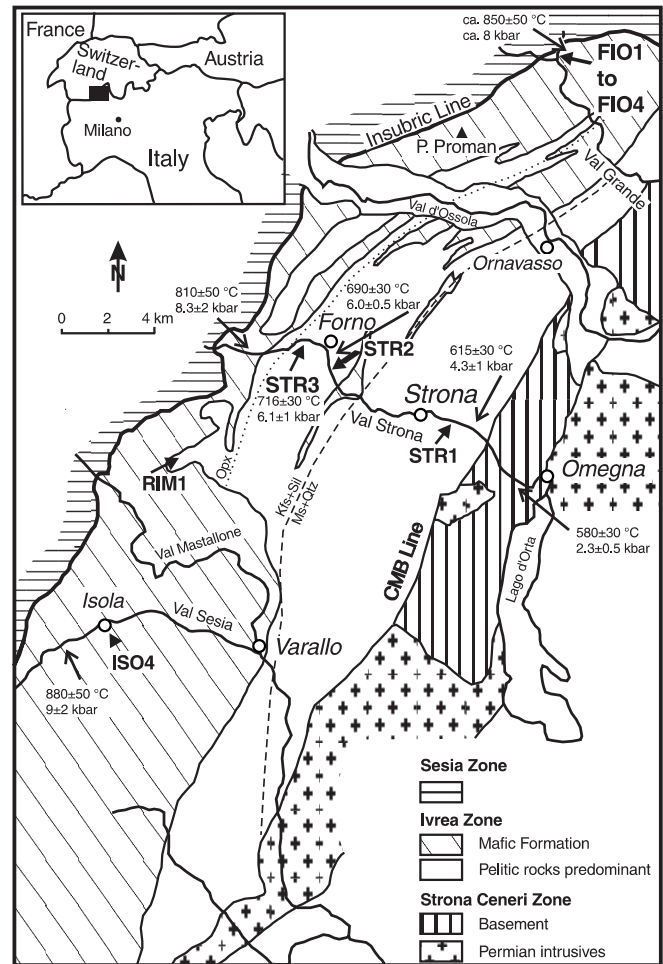 France
Switzer-
land
Austria
Milano
Italy
ca. 850±50 °C
ca. 8 kbar
FIO1
to
FIO4
Insubric Line
P. Proman
Val Grande
Val d'Ossola
Ornavasso
N
0 2 4 km
810±50 °C
8.3±2 kbar
690±30 °C
6.0±0.5 kbar
Forno
STR2
STR3
716±30 °C
6.1±1 kbar
615±30 °C
4.3±1 kbar
Strona
Val Strona
STR1
Omegna
RIM1
Opx
Kfs+Sil
Ms+Qtz
580±30 °C
2.3±0.5 kbar
Val Mastallone
CMB Line
Lago d'Orta
Isola
Val Sesia
ISO4
Varallo
880±50 °C
9±2 kbar
Sesia Zone
Ivrea Zone
Mafic Formation
Pelitic rocks predominant
Strona Ceneri Zone
Basement
Permian intrusives